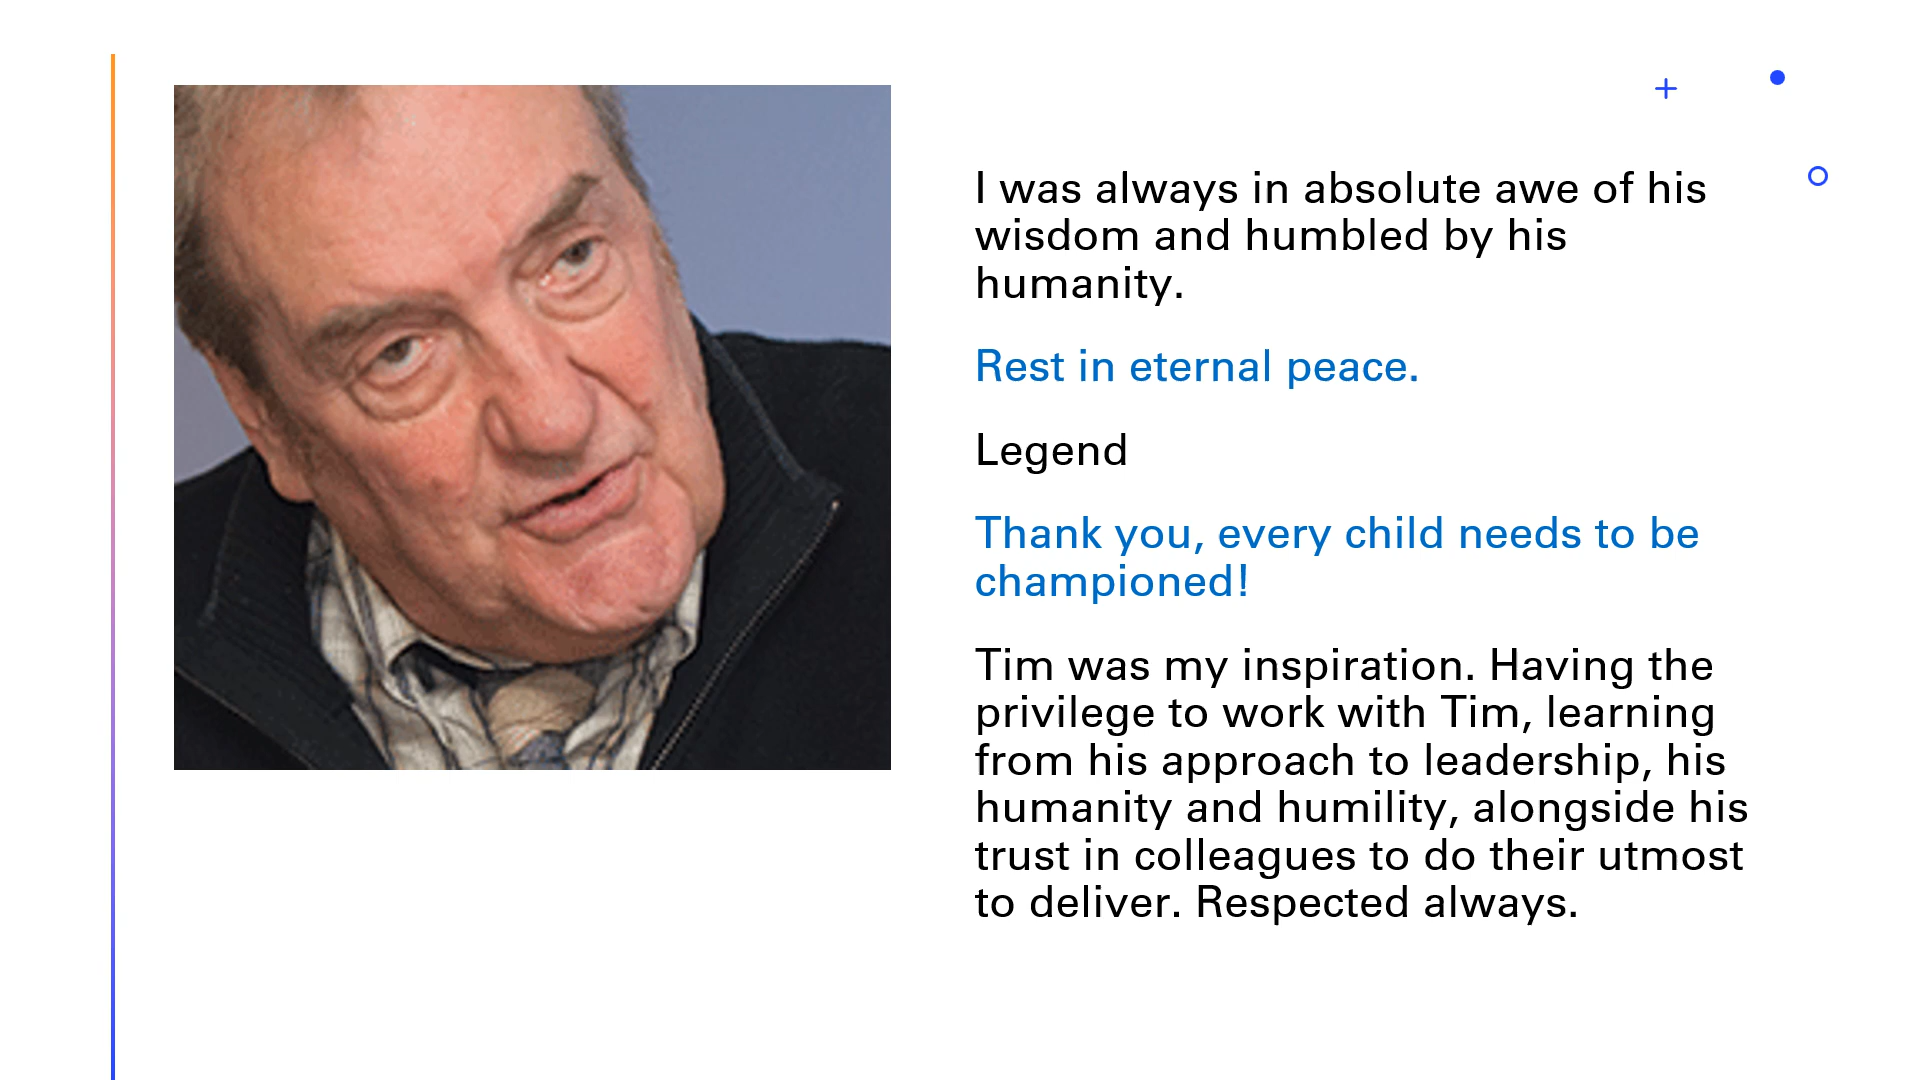 I was always in absolute awe of his
wisdom and humbled by his
humanity.
Rest in eternal peace.
Legend
Thank you, every child needs to be
championed!
Tim was my inspiration. Having the
privilege to work with Tim, learning
from his approach to leadership, his
humanity and humility, alongside his
trust in colleagues to do their utmost
to deliver. Respected always.